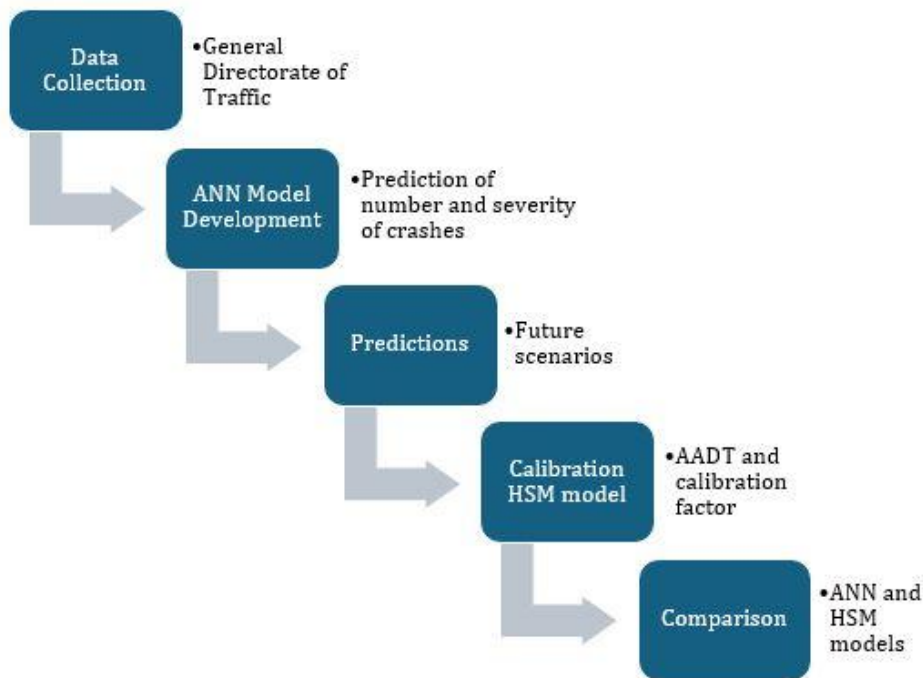 Data
Collection
•General
Directorate of
Traffic
ANN Model
Development
•Prediction of
number and severity
of crashes
Predictions
•Future
scenarios
Calibration
HSM model
•AADT and
calibration
factor
Comparison
•ANN and
HSM
models